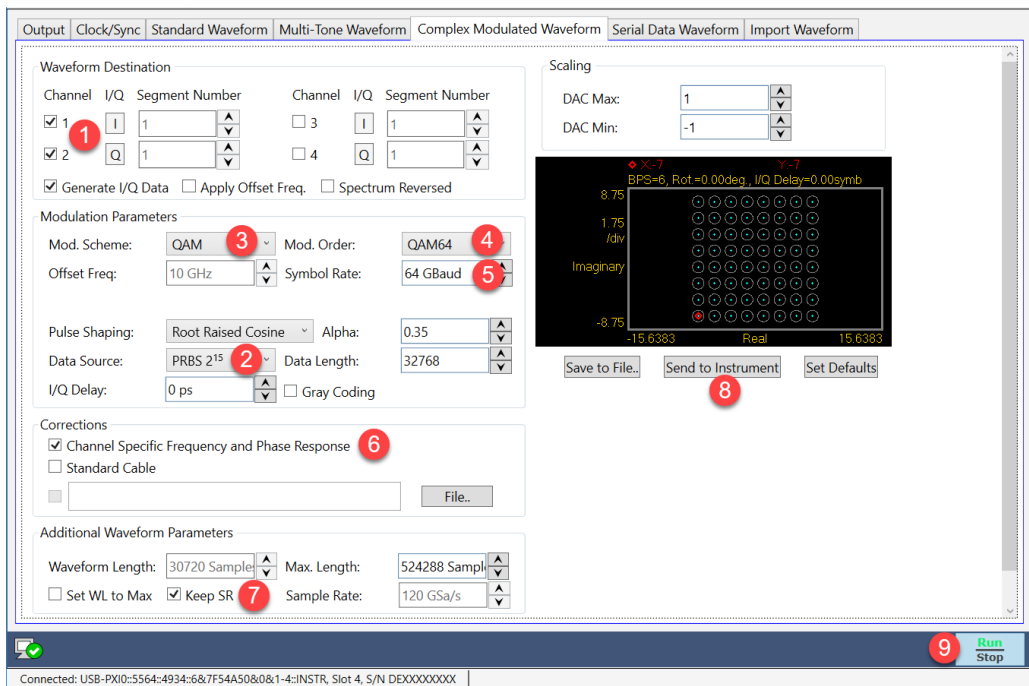 Output Clock/Sync Standard Waveform Multi-Tone Waveform Complex Modulated Waveform Serial Data Waveform Import Waveform
Waveform Destination
Channel I/Q Segment Number Channel I/Q Segment Number
1 I 1 3 I 1
1
2 Q 1 4 Q 1
Generate I/Q Data Apply Offset Freq. Spectrum Reversed
Modulation Parameters
Mod. Scheme: QAM 3 Mod. Order: QAM64 4
Offset Freq: 10 GHz Symbol Rate: 64 GBaud 5
Pulse Shaping: Root Raised Cosine Alpha: 0.35
Data Source: PRBS 2¹⁵ 2 Data Length: 32768
I/Q Delay: 0 ps Gray Coding
Corrections
Channel Specific Frequency and Phase Response 6
Standard Cable
File..
Additional Waveform Parameters
Waveform Length: 30720 Samples Max. Length: 524288 Sampl
Set WL to Max Keep SR 7 Sample Rate: 120 GSa/s
Scaling
DAC Max: 1
DAC Min: -1
X:-7 Y:-7
BPS=6, Rot.=0.00deg., I/Q Delay=0.00symb
8.75
1.75
/div
Imaginary
-8.75
-15.6383 Real 15.6383
Save to File.. Send to Instrument Set Defaults
8
9 Run
Stop
Connected: USB-PXI0::5564::4934::6&7F54A50&0&1-4::INSTR, Slot 4, S/N DEXXXXXXXX